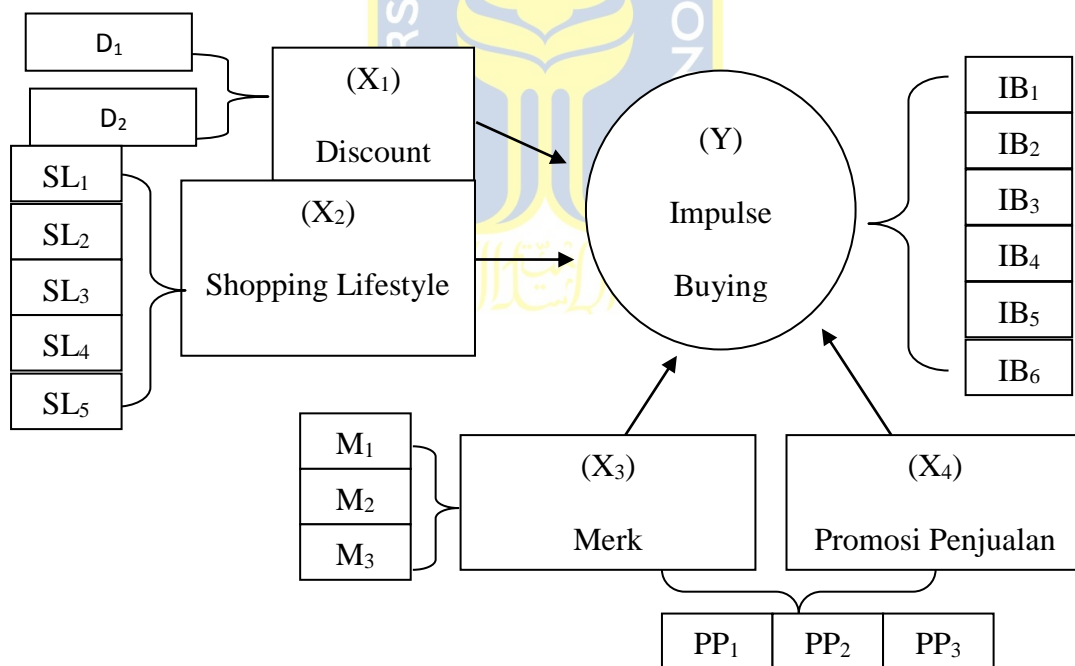 D₁
D₂
(X₁)
Discount
SL₁
SL₂
SL₃
SL₄
SL₅
(X₂)
Shopping Lifestyle
(Y)
Impulse
Buying
IB₁
IB₂
IB₃
IB₄
IB₅
IB₆
M₁
M₂
M₃
(X₃)
Merk
(X₄)
Promosi Penjualan
PP₁ PP₂ PP₃